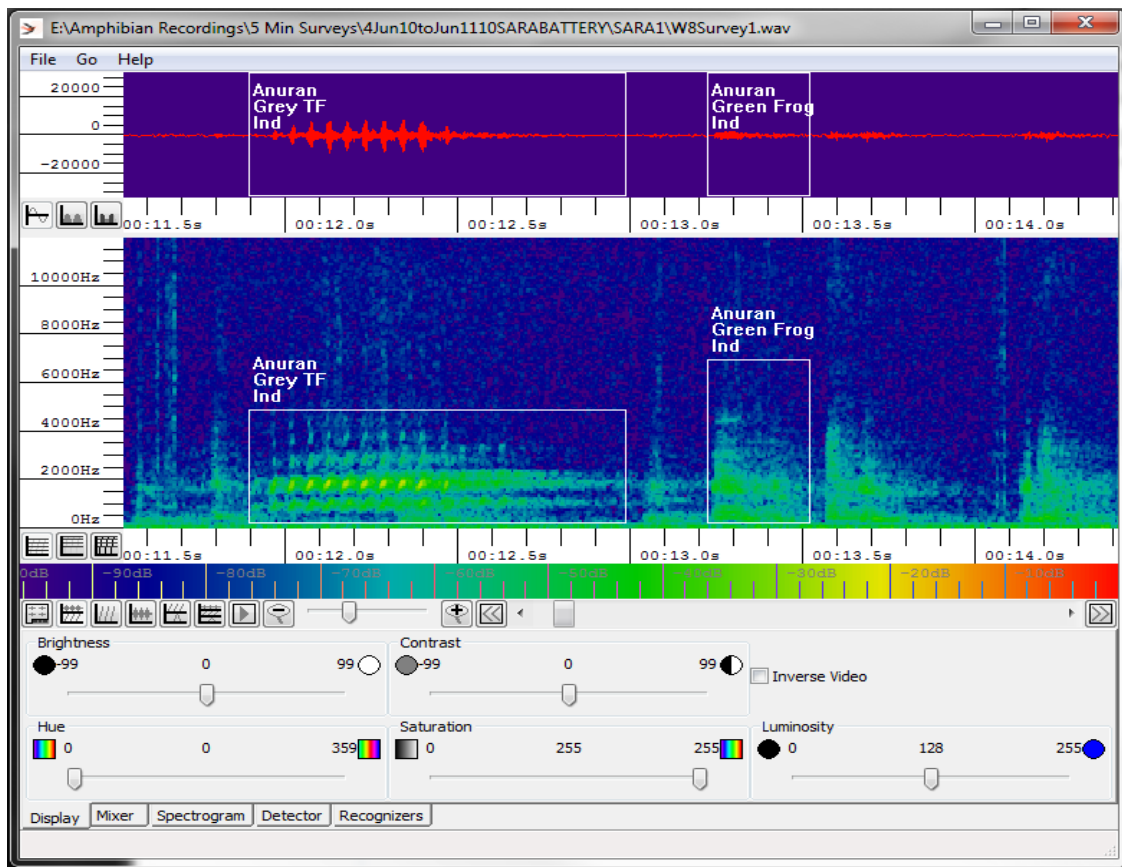 E:\Amphibian Recordings\5 Min Surveys\4Jun10toJun1110SARABATTERY\SARA1\W8Survey1.wav
File Go Help
20000
0
-20000
Anuran
Grey TF
Ind
Anuran
Green Frog
Ind
00:11.5s 00:12.0s 00:12.5s 00:13.0s 00:13.5s 00:14.0s
10000Hz
8000Hz
6000Hz
4000Hz
2000Hz
0Hz
Anuran
Grey TF
Ind
Anuran
Green Frog
Ind
00:11.5s 00:12.0s 00:12.5s 00:13.0s 00:13.5s 00:14.0s
0dB -90dB -80dB -70dB -60dB -50dB -40dB -30dB -20dB -10dB
Brightness Contrast
-99 0 99 -99 0 99 Inverse Video
Hue Saturation Luminosity
0 0 359 0 255 255 0 128 255
Display Mixer Spectrogram Detector Recognizers